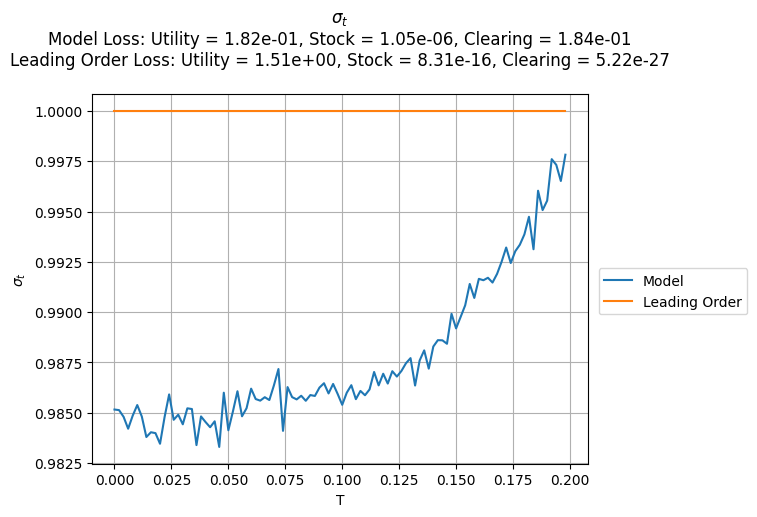 σt
Model Loss: Utility = 1.82e-01, Stock = 1.05e-06, Clearing = 1.84e-01
Leading Order Loss: Utility = 1.51e+00, Stock = 8.31e-16, Clearing = 5.22e-27
1.0000
0.9975
0.9950
0.9925
0.9900
0.9875
0.9850
0.9825
σt
0.000 0.025 0.050 0.075 0.100 0.125 0.150 0.175 0.200
T
Model
Leading Order